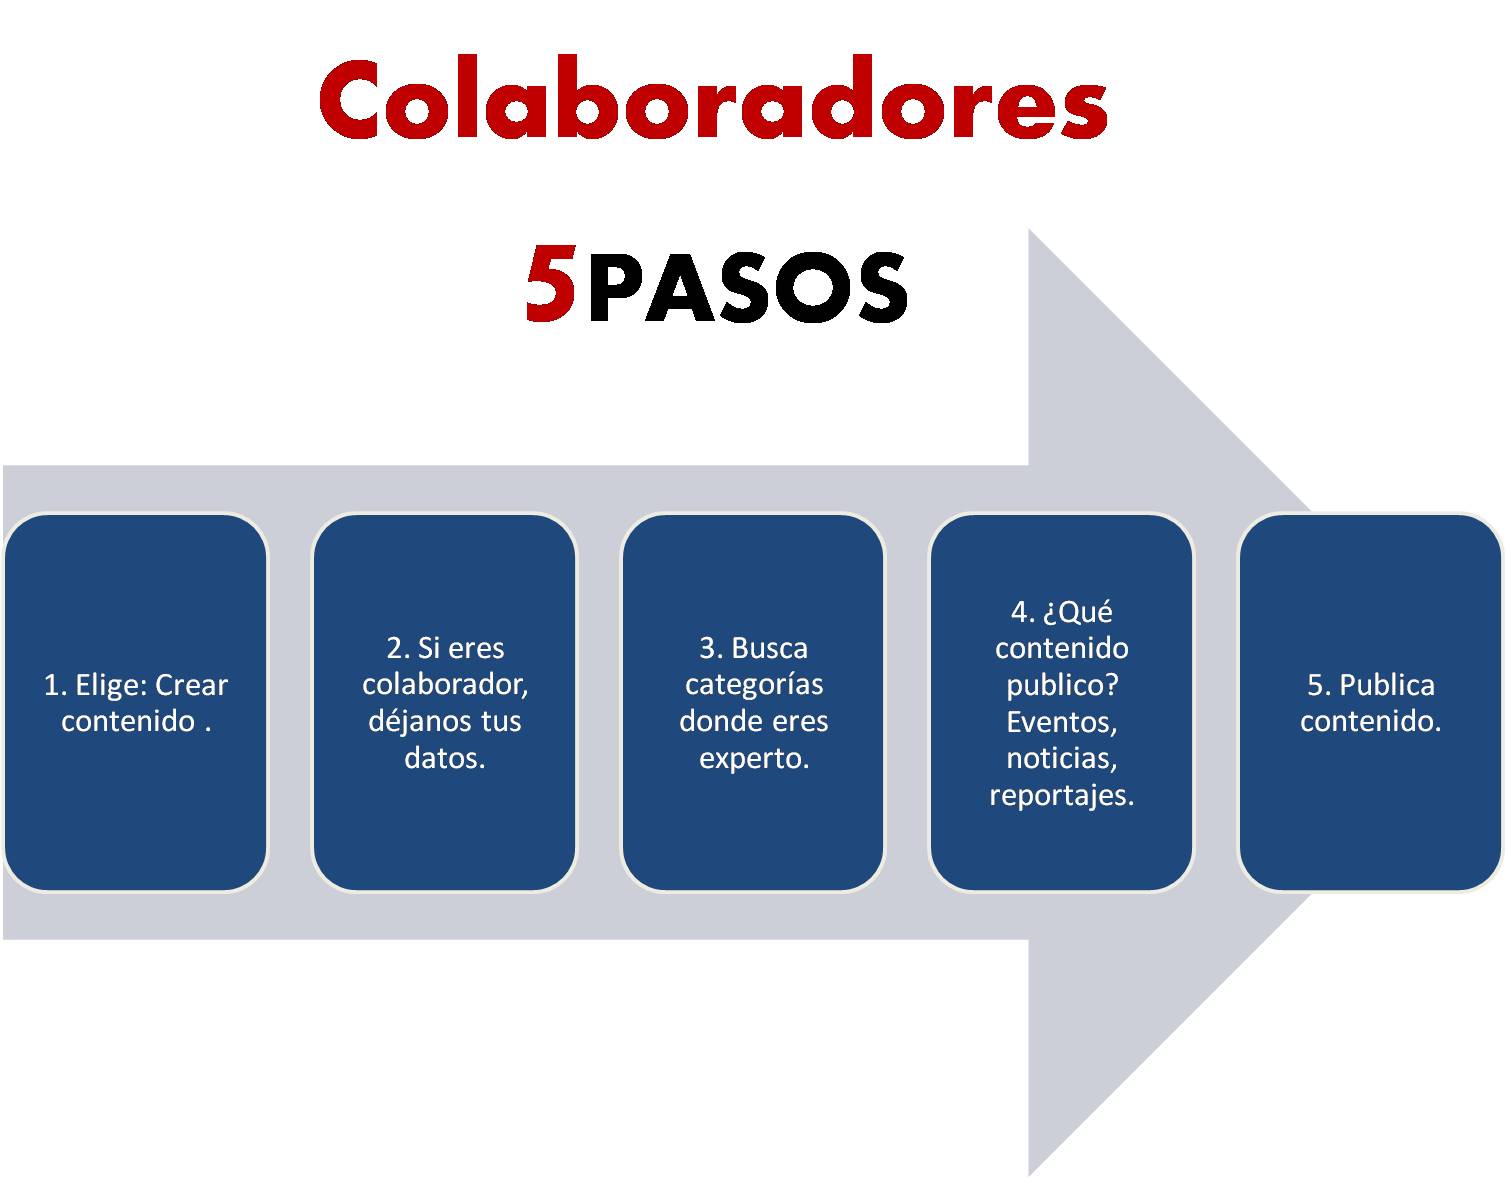 Colaboradores
5PASOS
1. Elige: Crear
contenido .
2. Si eres
colaborador,
déjanos tus
datos.
3. Busca
categorías
donde eres
experto.
4. ¿Qué
contenido
publico?
Eventos,
noticias,
reportajes.
5. Publica
contenido.